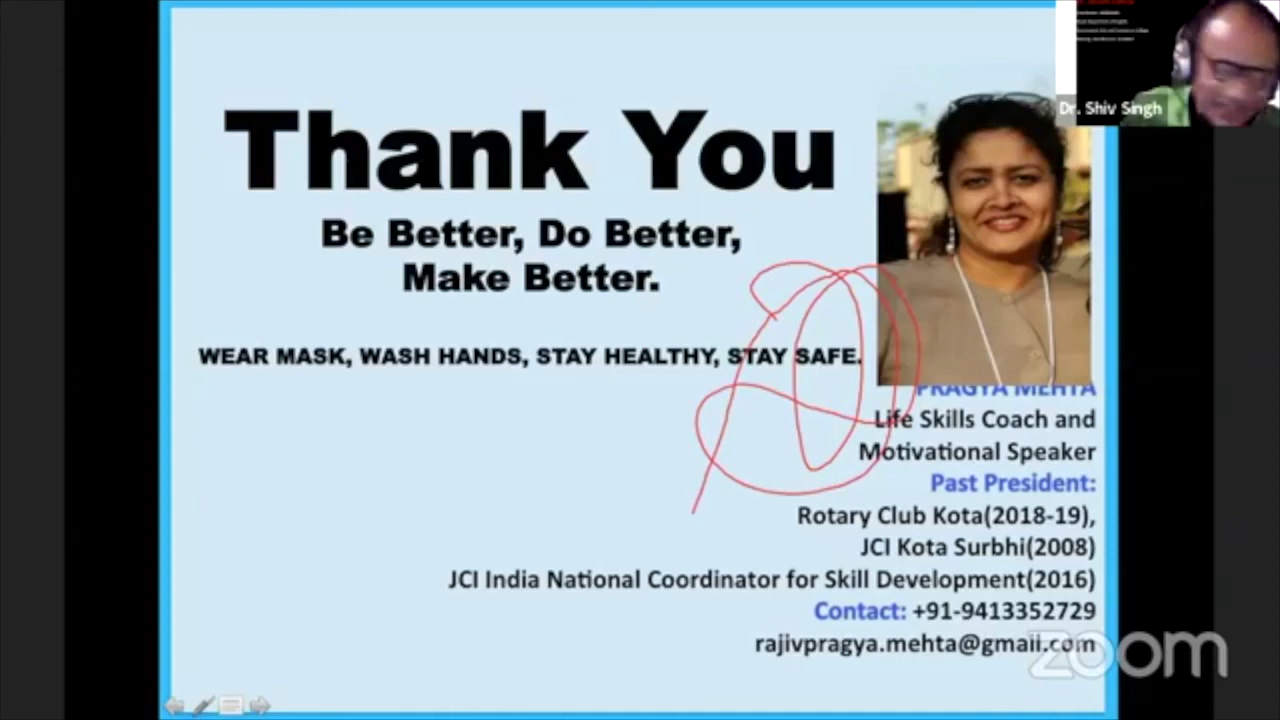 Dr. Shiv Singh
Thank You
Be Better, Do Better,
Make Better.
WEAR MASK, WASH HANDS, STAY HEALTHY, STAY SAFE.
PRAGYA MEHTA
Life Skills Coach and
Motivational Speaker
Past President:
Rotary Club Kota(2018-19),
JCI Kota Surbhi(2008)
JCI India National Coordinator for Skill Development(2016)
Contact: +91-9413352729
rajivpragya.mehta@gmail.com
zoom